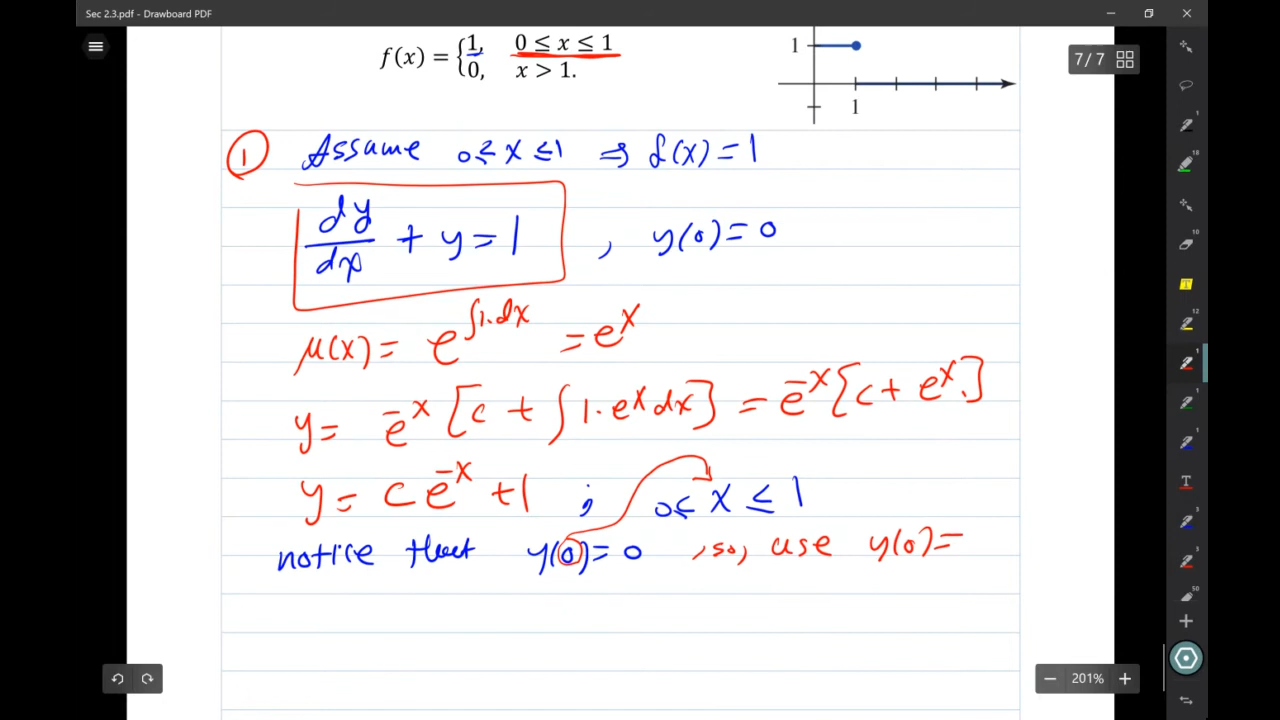 Sec 2.3.pdf - Drawboard PDF
f(x) = {1, 0 ≤ x ≤ 1
0, x > 1.
1
1
7 / 7
① Assume 0 ≤ x ≤ 1 ⇒ f(x) = 1
dy/dx + y = 1 , y(0) = 0
μ(x) = e^∫1.dx = e^x
y = e^-x [c + ∫ 1. e^x dx] = e^-x [c + e^x.]
y = c e^-x + 1 ; 0 ≤ x ≤ 1
notice that y(0) = 0 , so, use y(0) =
201%